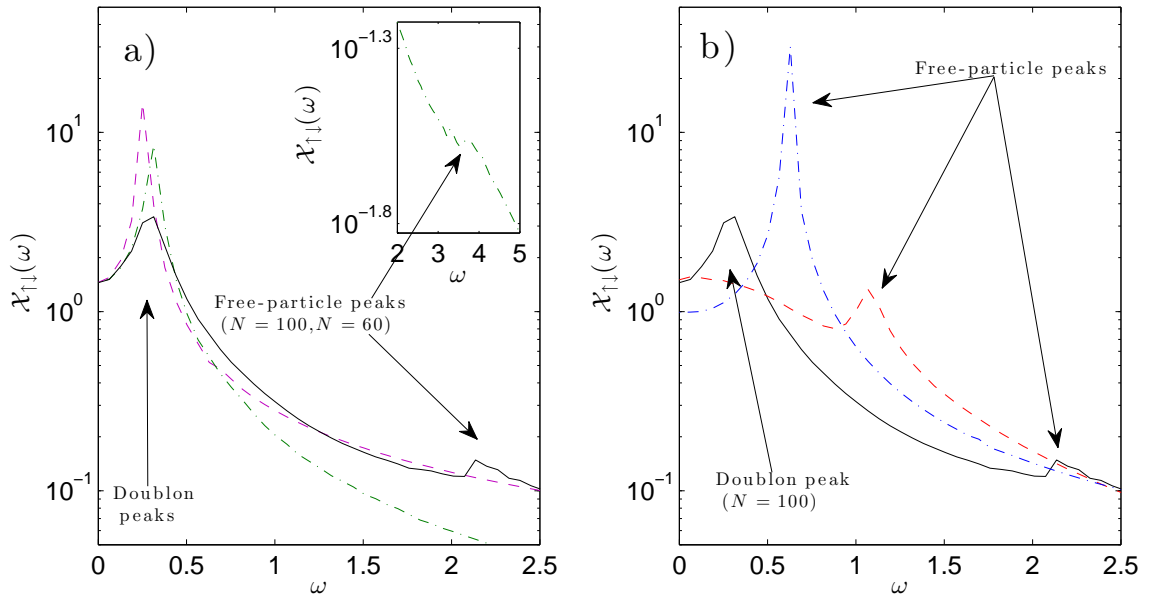 a)
10^1
10^0
10^{-1}
𝒳↑↓(ω)
0
0.5
1
1.5
2
2.5
ω
10^{-1.3}
10^{-1.8}
𝒳↑↓(ω)
2
3
4
5
ω
Free-particle peaks
(N = 100, N = 60)
Doublon
peaks
b)
10^1
10^0
10^{-1}
𝒳↑↓(ω)
0
0.5
1
1.5
2
2.5
ω
Free-particle peaks
Doublon peak
(N = 100)